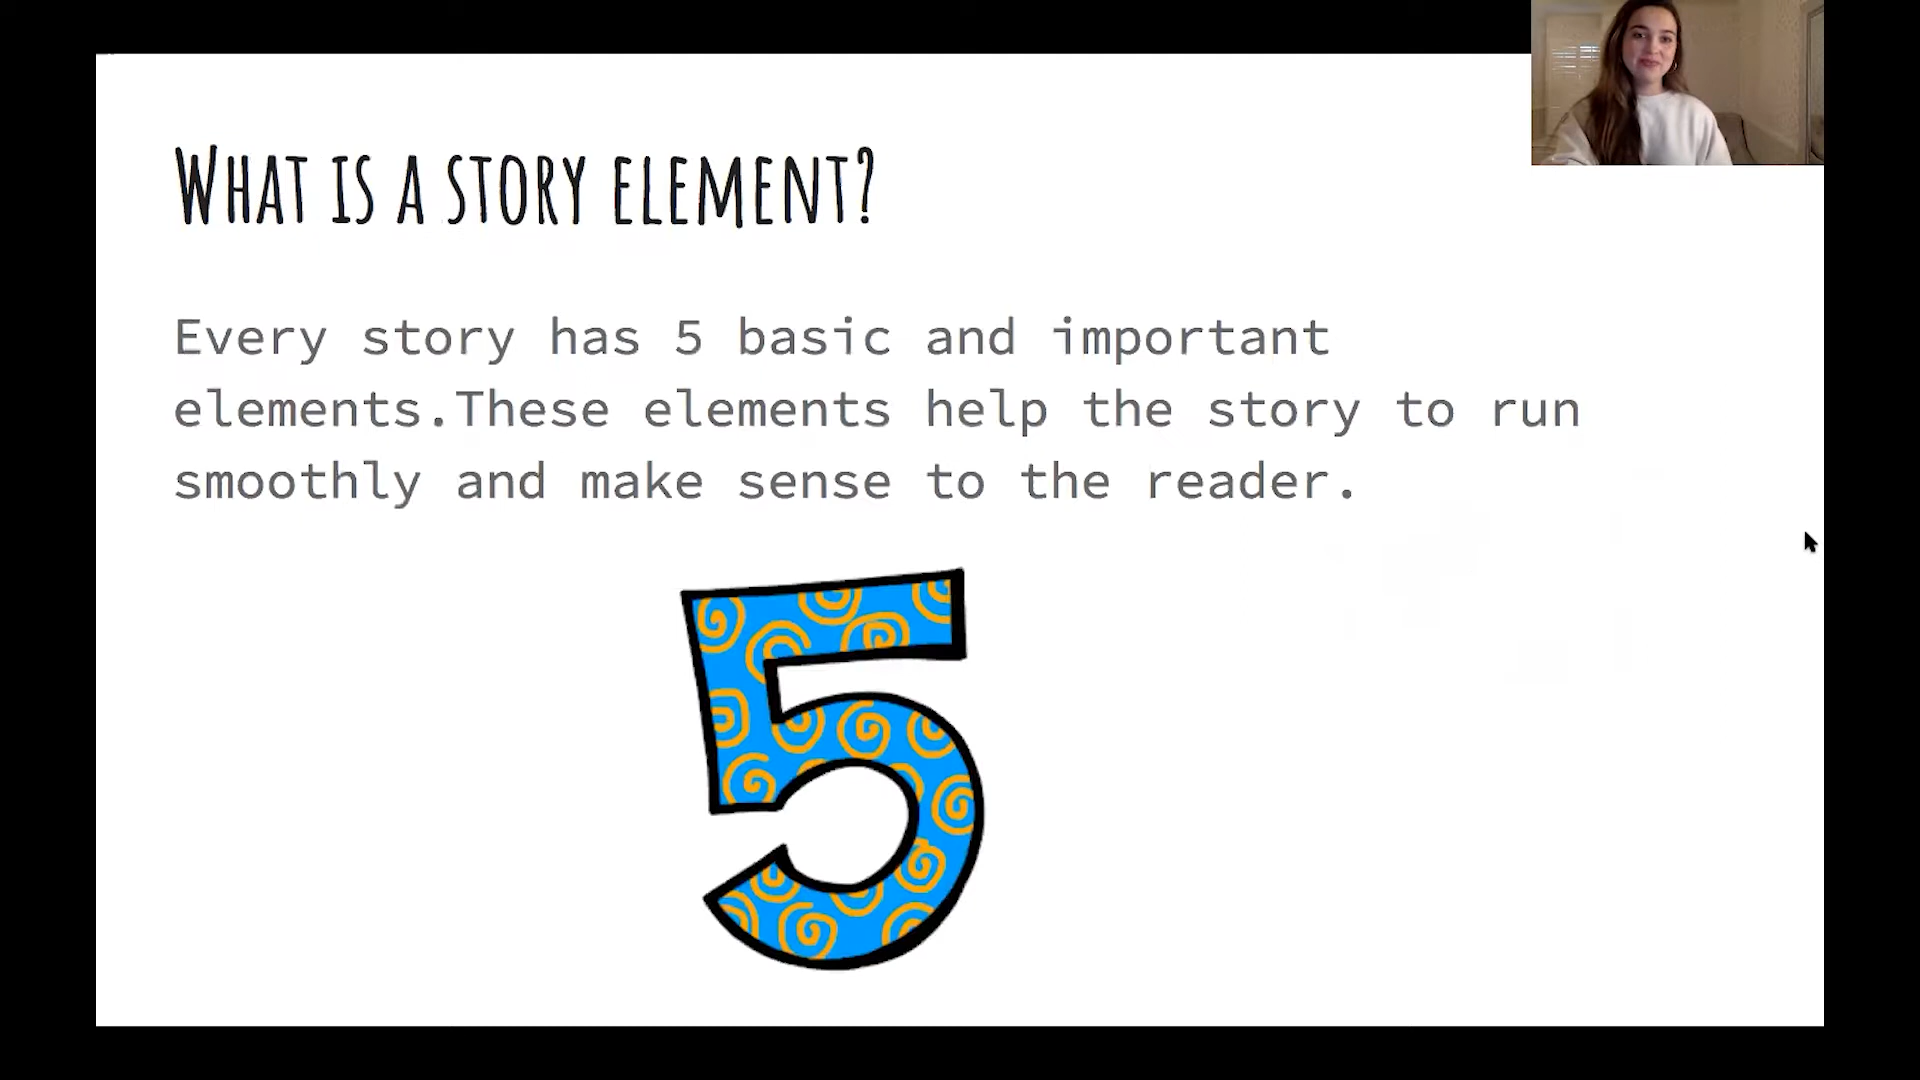 What is a story element?
Every story has 5 basic and important
elements.These elements help the story to run
smoothly and make sense to the reader.
5